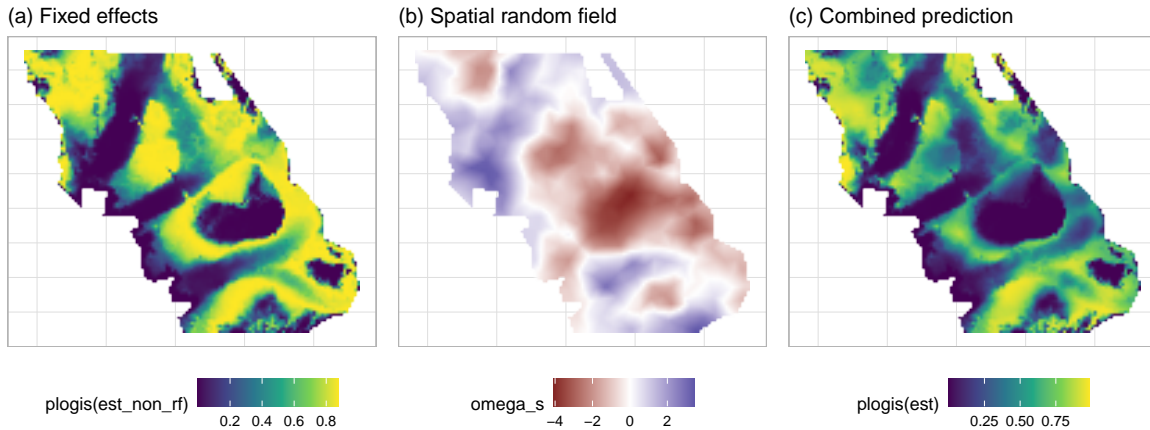 (a) Fixed effects
(b) Spatial random field
(c) Combined prediction
plogis(est_non_rf)
0.2 0.4 0.6 0.8
omega_s
−4 −2 0 2
plogis(est)
0.25 0.50 0.75